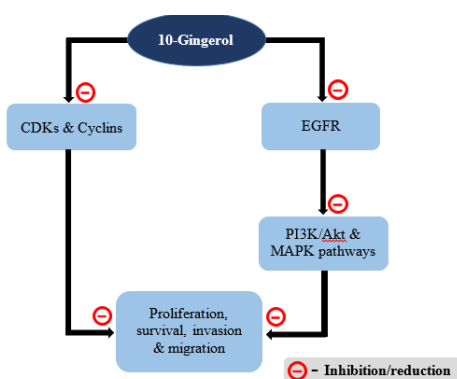 10-Gingerol
CDKs & Cyclins
EGFR
PI3K/Akt &
MAPK pathways
Proliferation,
survival, invasion
& migration
- Inhibition/reduction